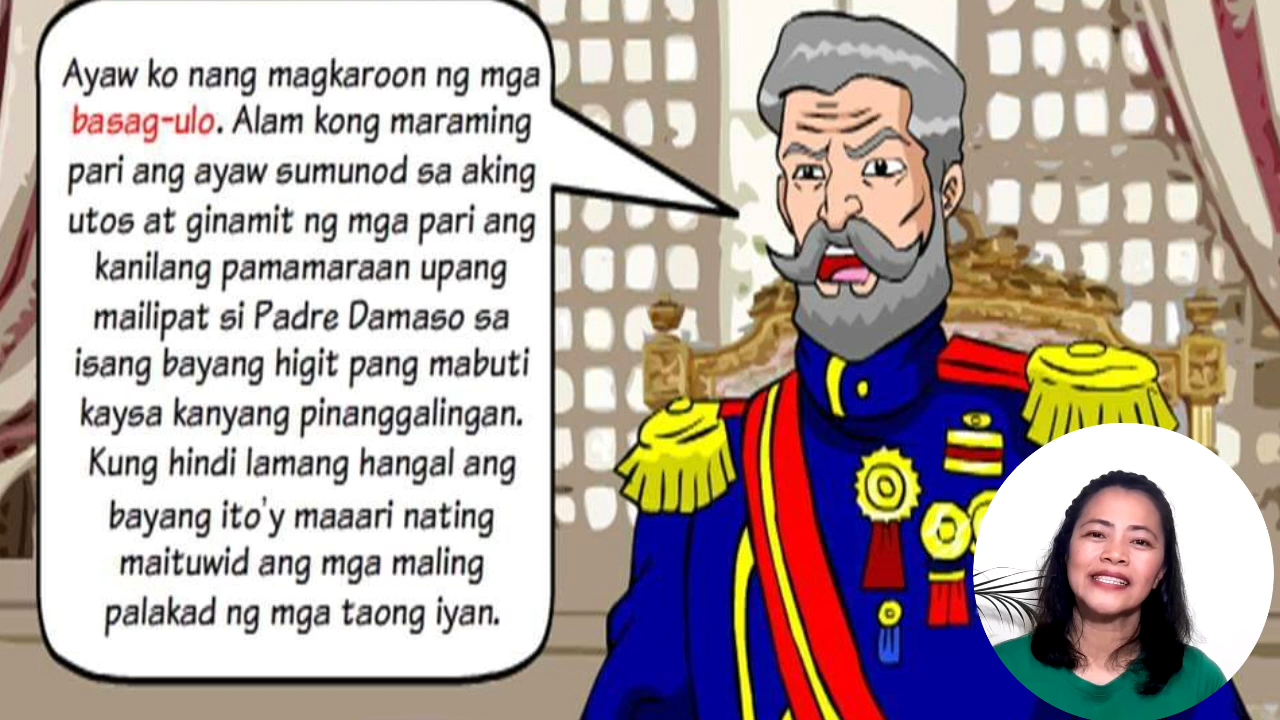 Ayaw ko nang magkaroon ng mga
basag-ulo. Alam kong maraming
pari ang ayaw sumunod sa aking
utos at ginamit ng mga pari ang
kanilang pamamaraan upang
mailipat si Padre Damaso sa
isang bayang higit pang mabuti
kaysa kanyang pinanggalingan.
Kung hindi lamang hangal ang
bayang ito'y maaari nating
maituwid ang mga maling
palakad ng mga taong iyan.